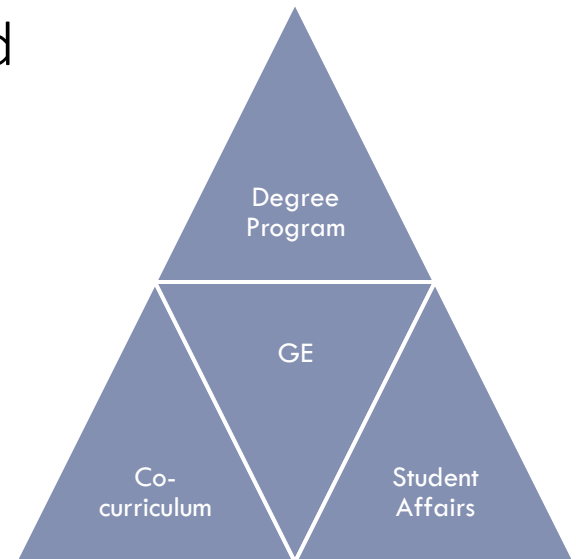 d
Degree
Program
GE
Co-
curriculum
Student
Affairs